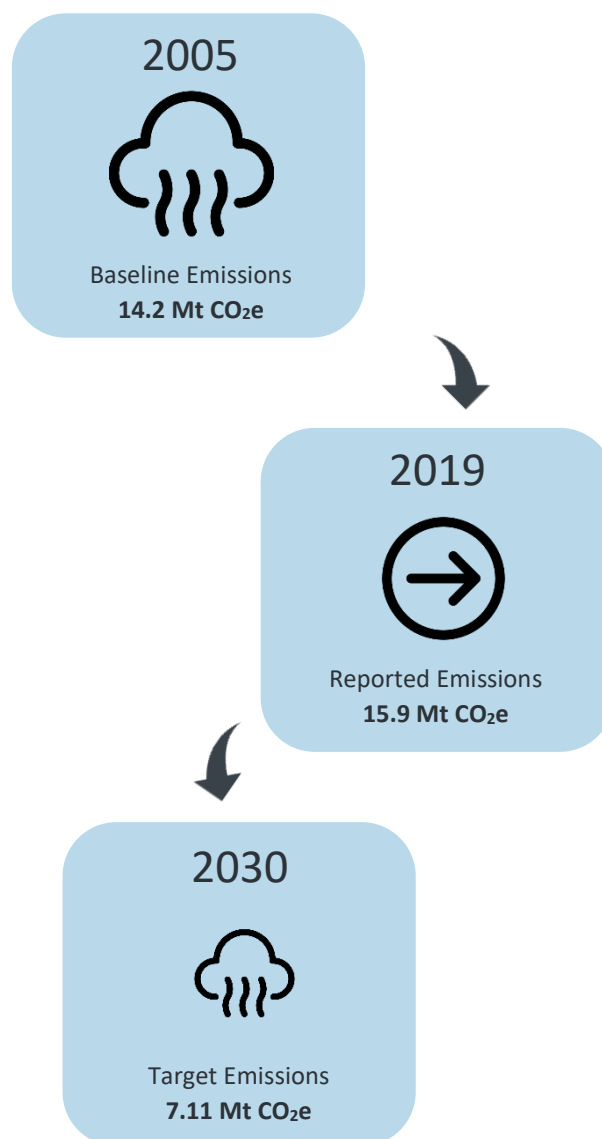 2005
Baseline Emissions
14.2 Mt CO₂e
2019
Reported Emissions
15.9 Mt CO₂e
2030
Target Emissions
7.11 Mt CO₂e